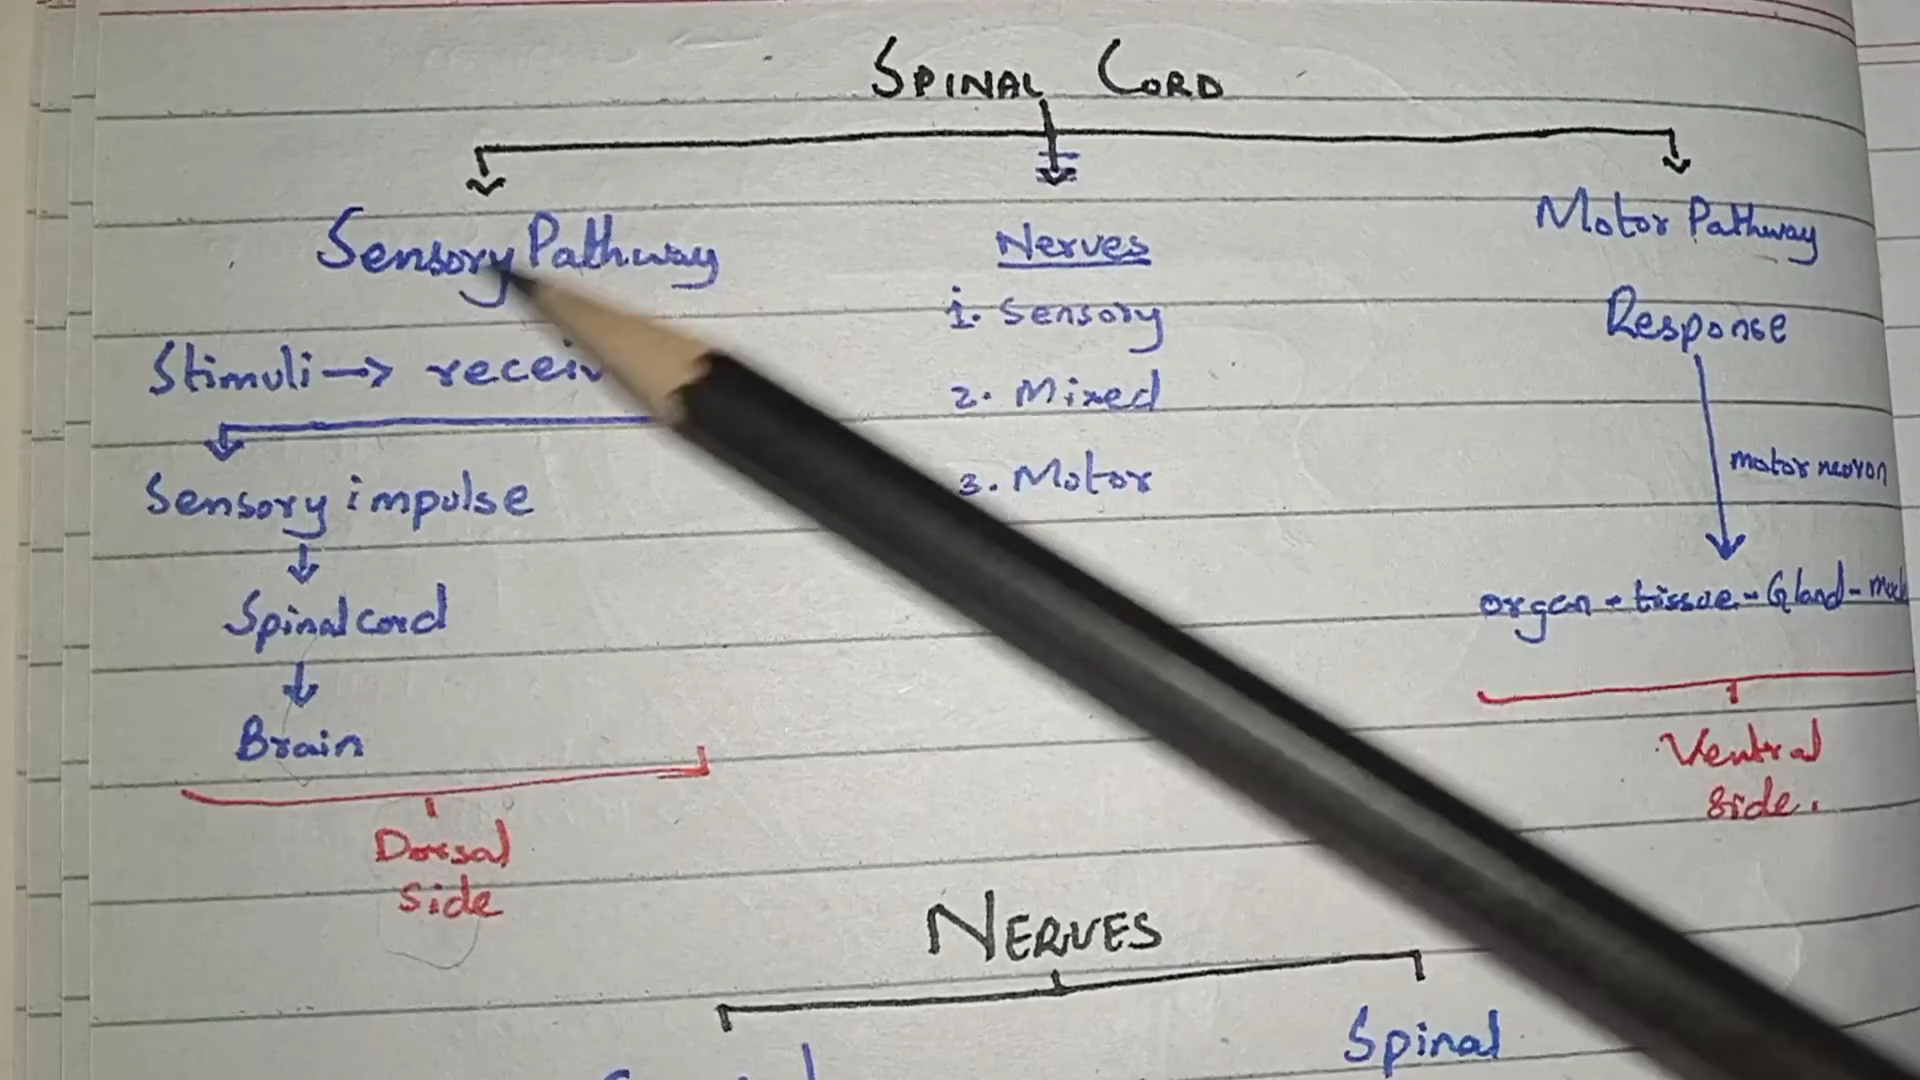 SPINAL CORD
Sensory Pathway
Stimuli → receiv
Sensory impulse
Spinal cord
Brain
Dorsal
side
Nerves
1. Sensory
2. Mixed
3. Motor
Motor Pathway
Response
motor neuron
organ - tissue - Gland -
Ventral
side.
NERVES
Spinal